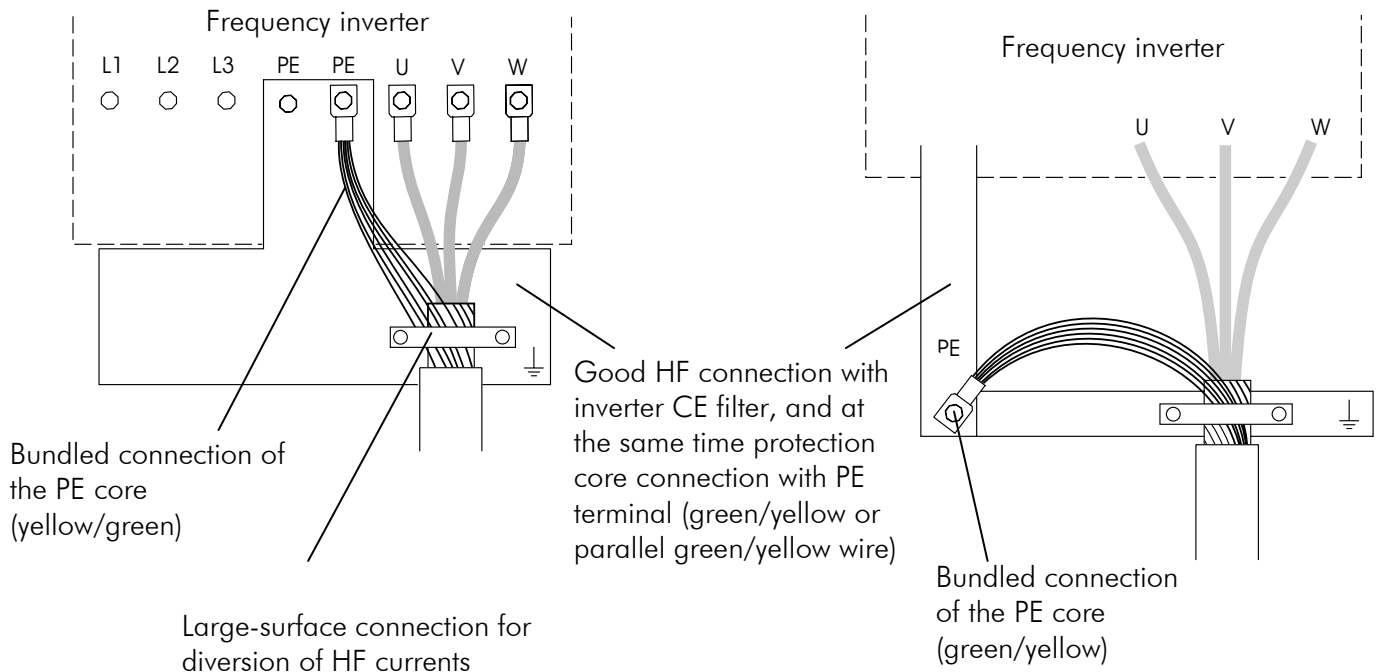 Frequency inverter
L1 L2 L3 PE PE U V W
Bundled connection of
the PE core
(yellow/green)
Large-surface connection for
diversion of HF currents
Good HF connection with
inverter CE filter, and at
the same time protection
core connection with PE
terminal (green/yellow or
parallel green/yellow wire)
Frequency inverter
U V W
PE
Bundled connection
of the PE core
(green/yellow)